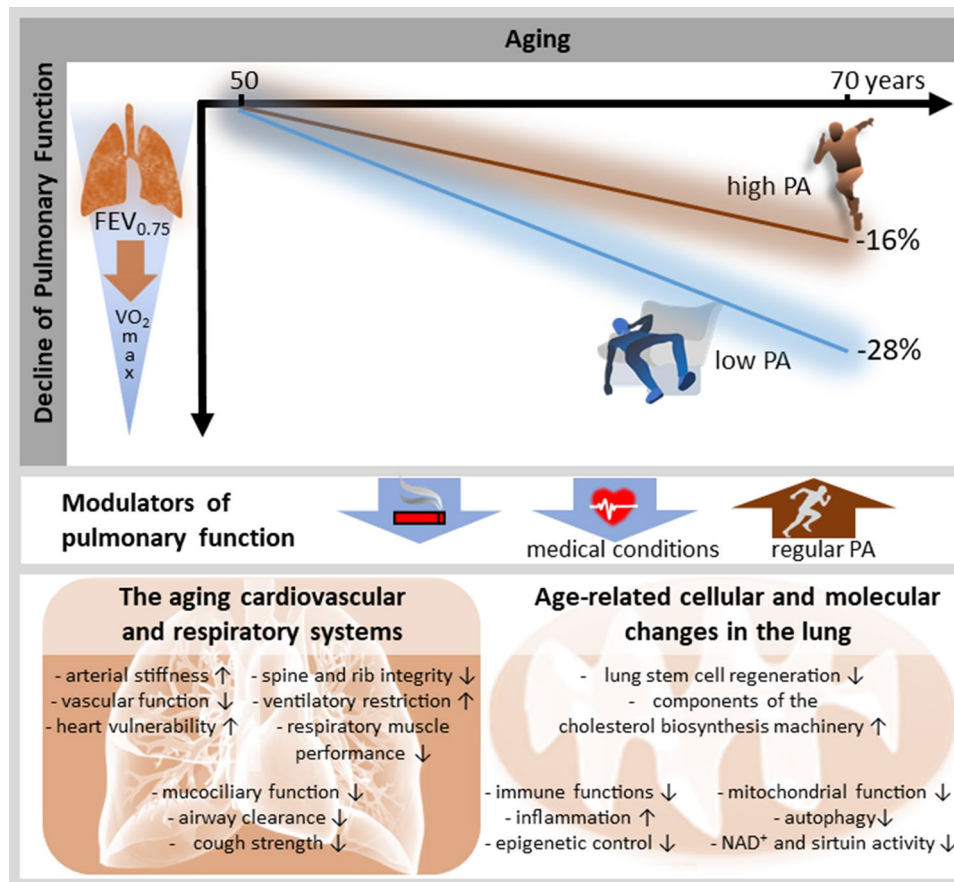 Aging
Decline of Pulmonary Function
50
70 years
FEV0.75
VO2
m
a
x
high PA
-16%
low PA
-28%
Modulators of
pulmonary function
medical conditions
regular PA
The aging cardiovascular
and respiratory systems
- arterial stiffness ↑
- vascular function ↓
- heart vulnerability ↑
- spine and rib integrity ↓
- ventilatory restriction ↑
- respiratory muscle
performance ↓
- mucociliary function ↓
- airway clearance ↓
- cough strength ↓
Age-related cellular and molecular
changes in the lung
- lung stem cell regeneration ↓
- components of the
cholesterol biosynthesis machinery ↑
- immune functions ↓
- inflammation ↑
- epigenetic control ↓
- mitochondrial function ↓
- autophagy↓
- NAD⁺ and sirtuin activity ↓